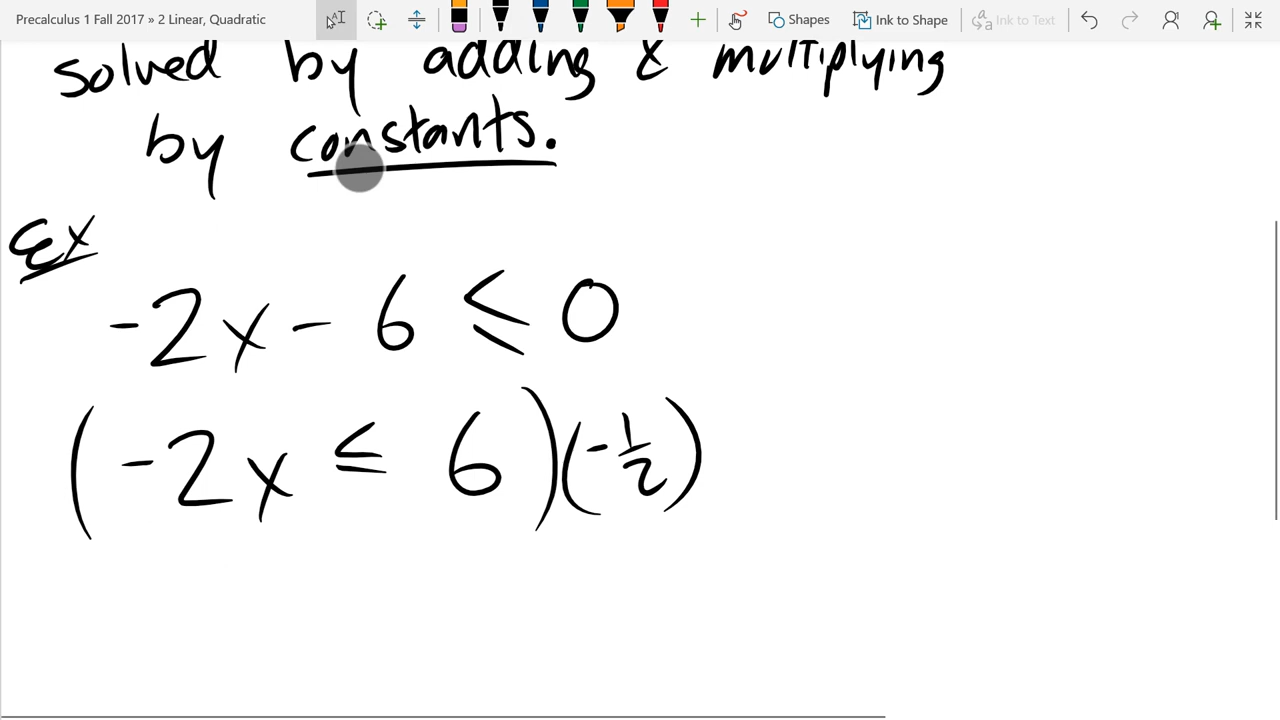 Precalculus 1 Fall 2017 » 2 Linear, Quadratic Shapes Ink to Shape Ink to Text
solved by adding & multiplying
by constants.
Ex
-2x - 6 ≤ 0
(-2x ≤ 6)(-1/2)